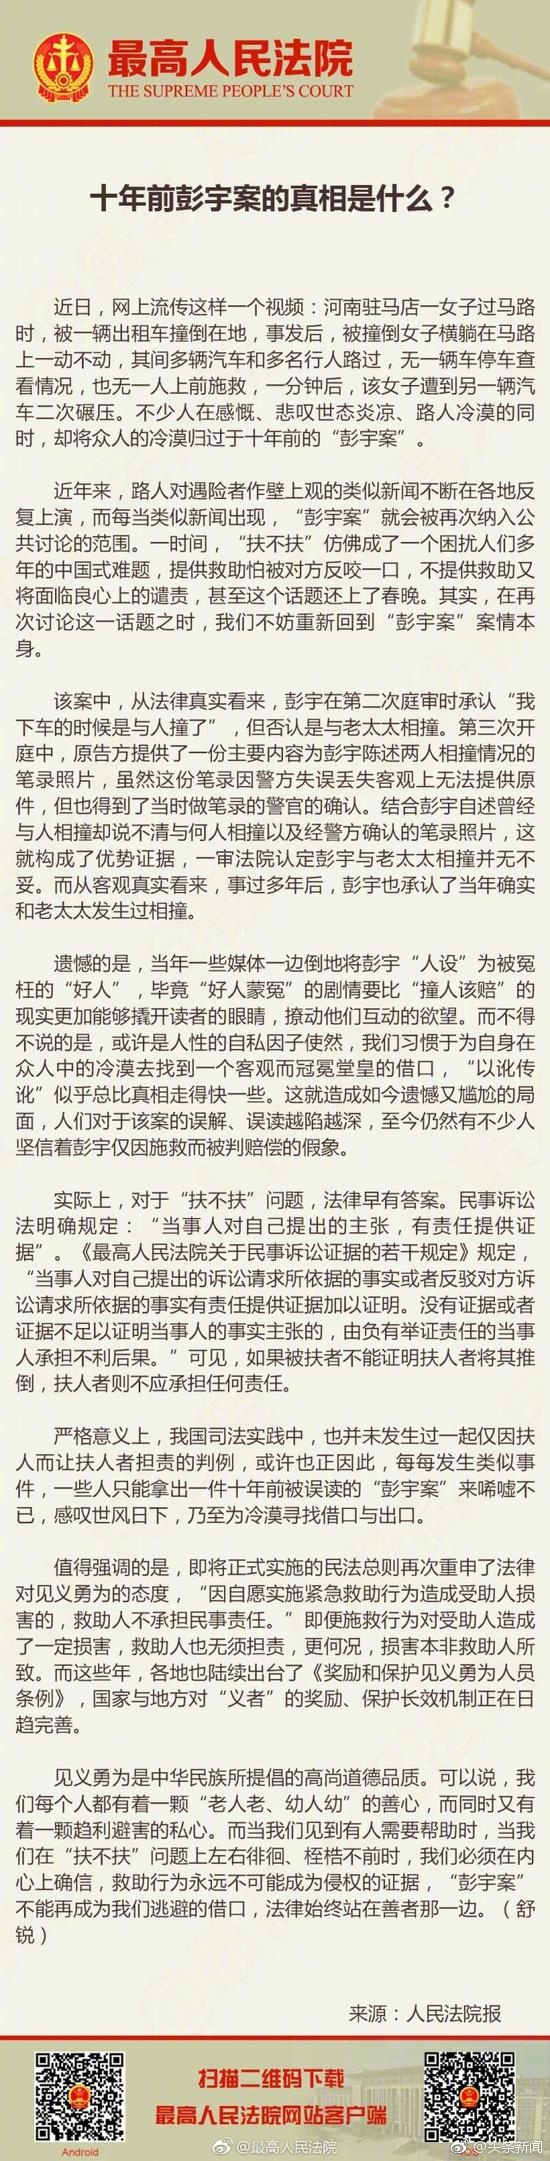 最高人民法院
THE SUPREME PEOPLE'S COURT
十年前彭宇案的真相是什么？
近日，网上流传这样一个视频：河南驻马店一女子过马路
时，被一辆出租车撞倒在地，事发后，被撞倒女子横躺在马路
上一动不动，其间多辆汽车和多名行人路过，无一辆车停车查
看情况，也无一人上前施救，一分钟后，该女子遭到另一辆汽
车二次碾压。不少人在感慨、悲叹世态炎凉、路人冷漠的同
时，却将众人的冷漠归过于十年前的“彭宇案”。
近年来，路人对遇险者作壁上观的类似新闻不断在各地反
复上演，而每当类似新闻出现，“彭宇案”就会被再次纳入公
共讨论的范围。一时间，“扶不扶”仿佛成了一个困扰人们多
年的中国式难题，提供救助怕被对方反咬一口，不提供救助又
将面临良心上的谴责，甚至这个话题还上了春晚。其实，在再
次讨论这一话题之时，我们不妨重新回到“彭宇案”案情本
身。
该案中，从法律真实看来，彭宇在第二次庭审时承认“我
下车的时候是与人撞了”，但否认是与老太太相撞。第三次开
庭中，原告方提供了一份主要内容为彭宇陈述两人相撞情况的
笔录照片，虽然这份笔录因警方失误丢失客观上无法提供原
件，但也得到了当时做笔录的警官的确认。结合彭宇自述曾经
与人相撞却说不清与何人相撞以及经警方确认的笔录照片，这
就构成了优势证据，一审法院认定彭宇与老太太相撞并无不
妥。而从客观真实看来，事过多年后，彭宇也承认了当年确实
和老太太发生过相撞。
遗憾的是，当年一些媒体一边倒地将彭宇“人设”为被冤
枉的“好人”，毕竟“好人蒙冤”的剧情要比“撞人该赔”的
现实更加能够撬开读者的眼睛，撩动他们互动的欲望。而不得
不说的是，或许是人性的自私因子使然，我们习惯于为自身在
众人中的冷漠去找到一个客观而冠冕堂皇的借口，“以讹传
讹”似乎总比真相走得快一些。这就造成如今遗憾又尴尬的局
面，人们对于该案的误解、误读越陷越深，至今仍然有不少人
坚信着彭宇仅因施救而被判赔偿的假象。
实际上，对于“扶不扶”问题，法律早有答案。民事诉讼
法明确规定：“当事人对自己提出的主张，有责任提供证
据”。《最高人民法院关于民事诉讼证据的若干规定》规定，
“当事人对自己提出的诉讼请求所依据的事实或者反驳对方诉
讼请求所依据的事实有责任提供证据加以证明。没有证据或者
证据不足以证明当事人的事实主张的，由负有举证责任的当事
人承担不利后果。”可见，如果被扶者不能证明扶人者将其推
倒，扶人者则不应承担任何责任。
严格意义上，我国司法实践中，也并未发生过一起仅因扶
人而让扶人者担责的判例，或许也正因此，每每发生类似事
件，一些人只能拿出一件十年前被误读的“彭宇案”来唏嘘不
已，感叹世风日下，乃至为冷漠寻找借口与出口。
值得强调的是，即将正式实施的民法总则再次重申了法律
对见义勇为的态度，“因自愿实施紧急救助行为造成受助人损
害的，救助人不承担民事责任。”即便施救行为对受助人造成
了一定损害，救助人也无须担责，更何况，损害本非救助人所
致。而这些年，各地也陆续出台了《奖励和保护见义勇为人员
条例》，国家与地方对“义者”的奖励、保护长效机制正在日
趋完善。
见义勇为是中华民族所提倡的高尚道德品质。可以说，我
们每个人都有着一颗“老人老、幼人幼”的善心，而同时又有
着一颗趋利避害的私心。而当我们见到有人需要帮助时，当我
们在“扶不扶”问题上左右徘徊、桎梏不前时，我们必须在内
心上确信，救助行为永远不可能成为侵权的证据，“彭宇案”
不能再成为我们逃避的借口，法律始终站在善者那一边。（舒
锐）
来源：人民法院报
扫描二维码下载
最高人民法院网站客户端
Android
@最高人民法院
@头条新闻